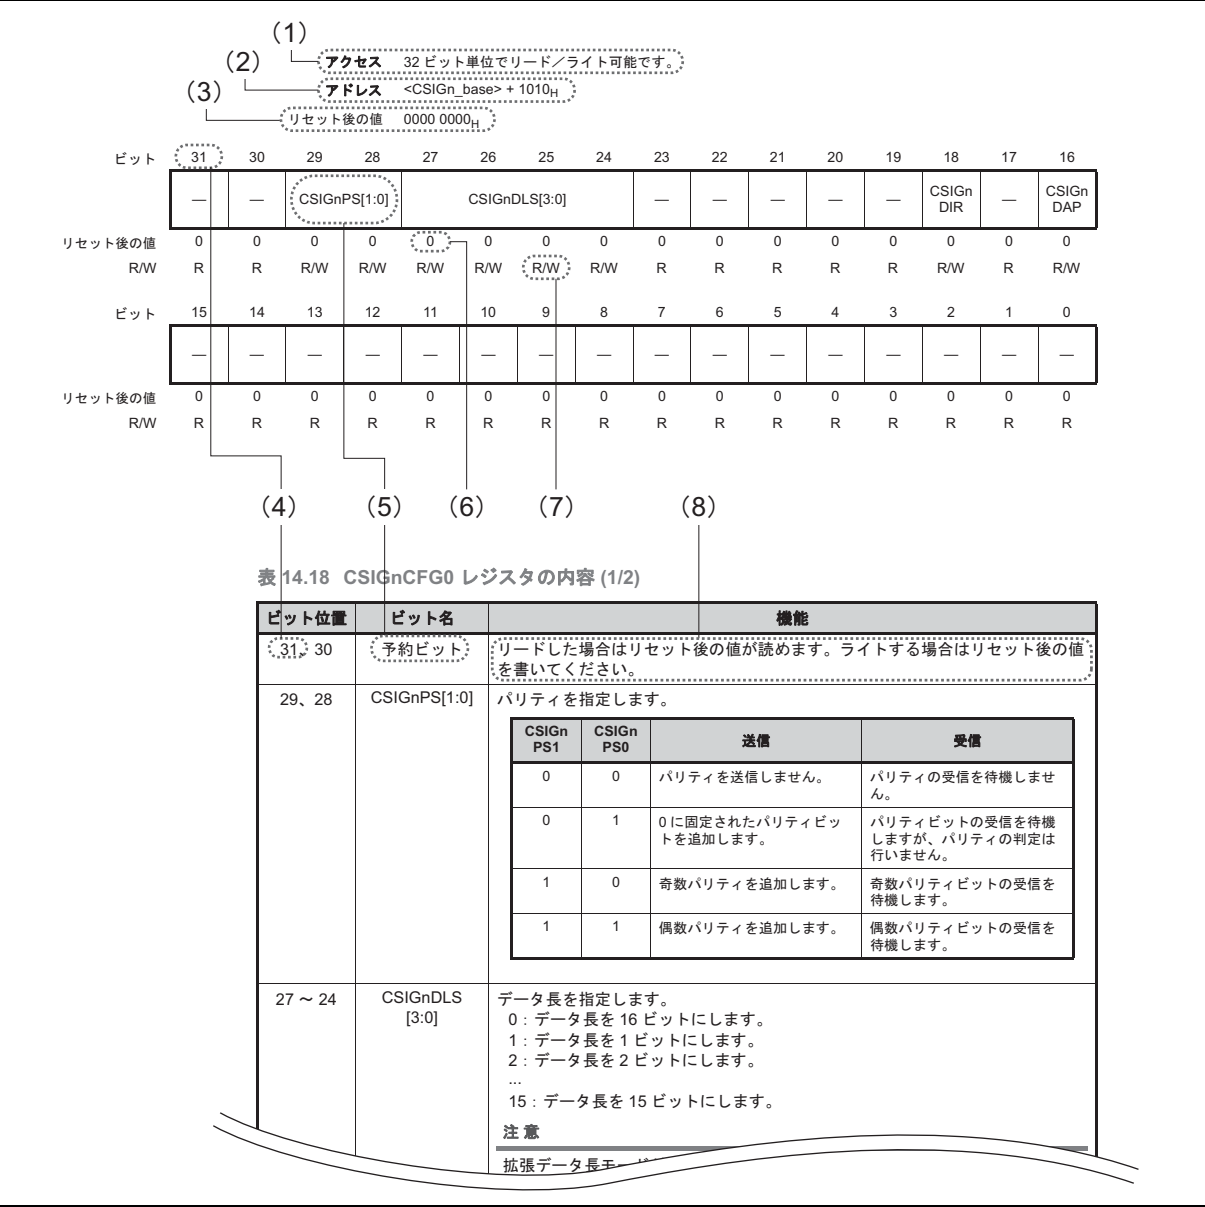 （1）
アクセス 32 ビット単位でリード／ライト可能です。
（2）
アドレス <CSIGn_base> + 1010H
（3）
リセット後の値 0000 0000H
ビット 31 30 29 28 27 26 25 24 23 22 21 20 19 18 17 16
— — CSIGnPS[1:0] CSIGnDLS[3:0] — — — — — CSIGn DIR — CSIGn DAP
リセット後の値 0 0 0 0 0 0 0 0 0 0 0 0 0 0 0 0
R/W R R R/W R/W R/W R/W R/W R/W R R R R R R/W R R/W
ビット 15 14 13 12 11 10 9 8 7 6 5 4 3 2 1 0
— — — — — — — — — — — — — — — —
リセット後の値 0 0 0 0 0 0 0 0 0 0 0 0 0 0 0 0
R/W R R R R R R R R R R R R R R R R
（4） （5） （6） （7） （8）
表 14.18 CSIGnCFG0 レジスタの内容 (1/2)
ビット位置 ビット名 機能
31、30 予約ビット リードした場合はリセット後の値が読めます。ライトする場合はリセット後の値
を書いてください。
29、28 CSIGnPS[1:0] パリティを指定します。
CSIGn PS1 CSIGn PS0 送信 受信
0 0 パリティを送信しません。 パリティの受信を待機しませ
ん。
0 1 0 に固定されたパリティビッ パリティビットの受信を待機
トを追加します。 しますが、パリティの判定は
行いません。
1 0 奇数パリティを追加します。 奇数パリティビットの受信を
待機します。
1 1 偶数パリティを追加します。 偶数パリティビットの受信を
待機します。
27 ～ 24 CSIGnDLS データ長を指定します。
[3:0] 0：データ長を 16 ビットにします。
1：データ長を 1 ビットにします。
2：データ長を 2 ビットにします。
...
15：データ長を 15 ビットにします。
注 意
拡張データ長モード